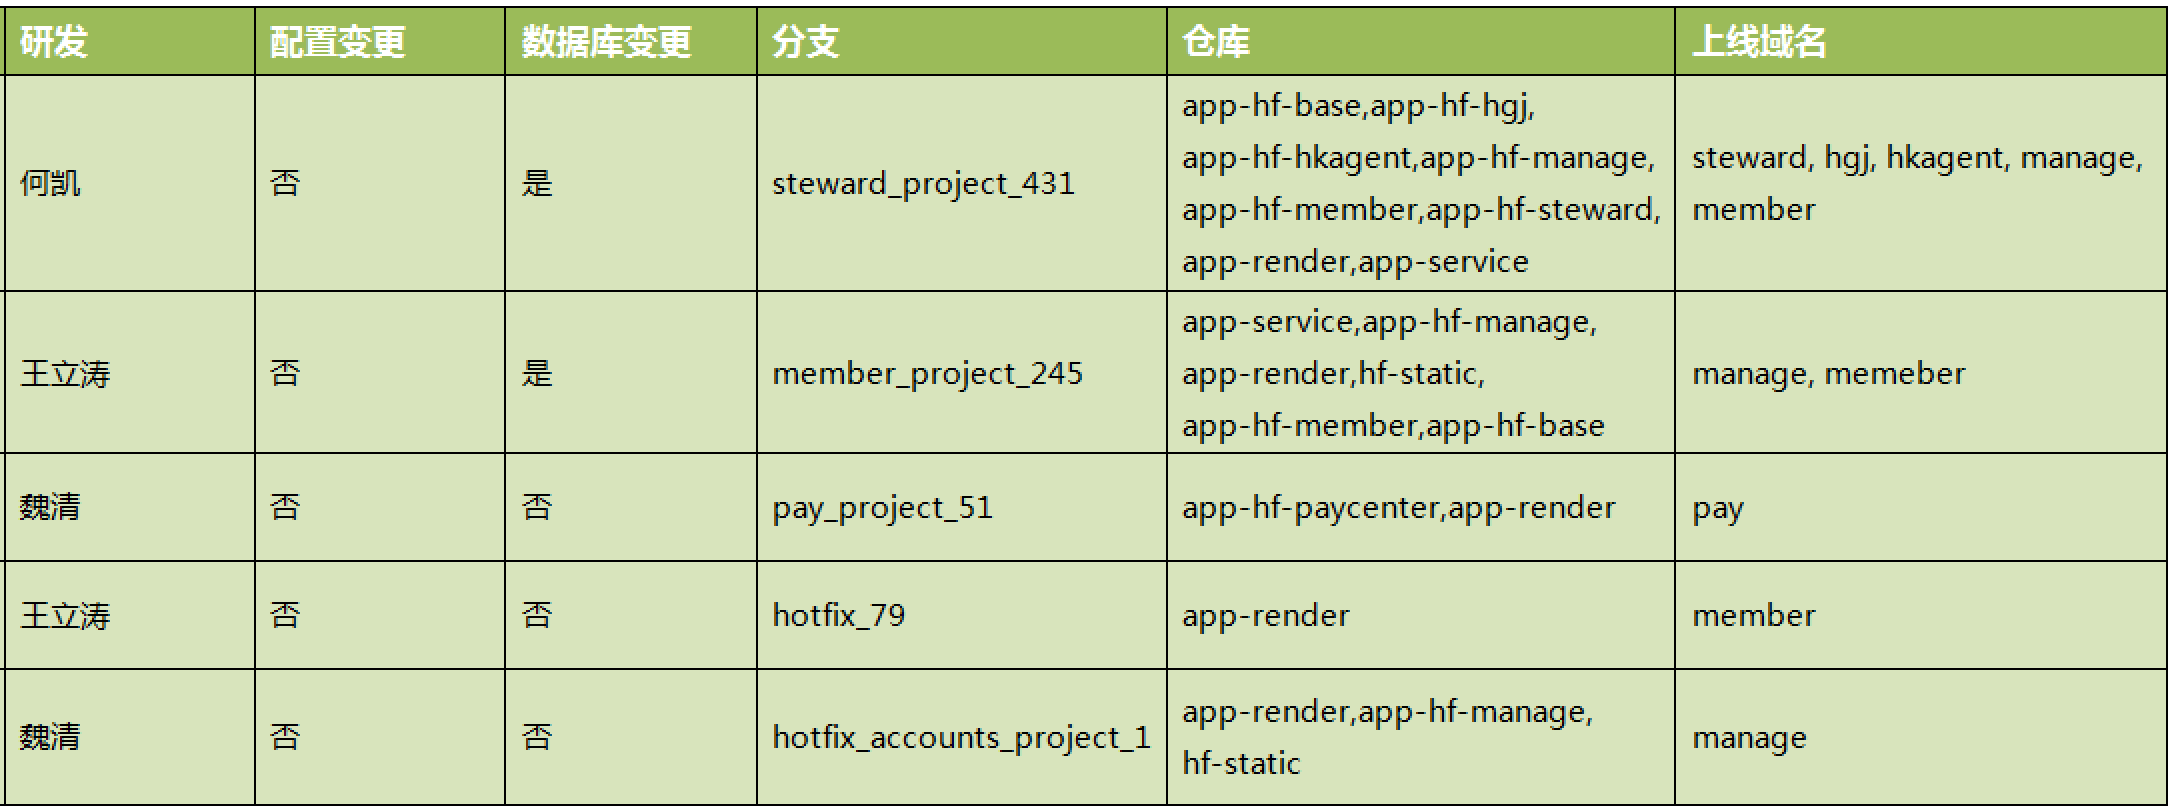 研发 配置变更 数据库变更 分支 仓库 上线域名
何凯 否 是 steward_project_431
app-hf-base,app-hf-hgj,
app-hf-hkagent,app-hf-manage,
app-hf-member,app-hf-steward,
app-render,app-service
steward, hgj, hkagent, manage,
member
王立涛 否 是 member_project_245
app-service,app-hf-manage,
app-render,hf-static,
app-hf-member,app-hf-base
manage, memeber
魏清 否 否 pay_project_51 app-hf-paycenter,app-render pay
王立涛 否 否 hotfix_79 app-render member
魏清 否 否 hotfix_accounts_project_1
app-render,app-hf-manage,
hf-static
manage